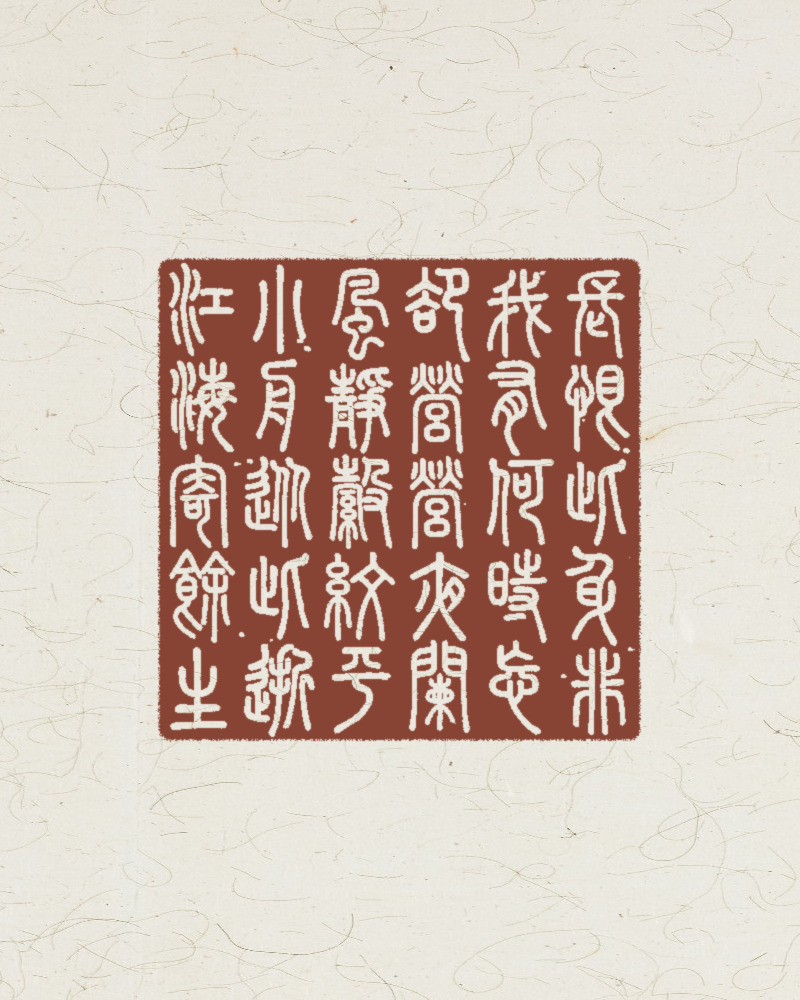 長恨此身非
我有何時忘
卻營營夜闌
風靜縠紋平
小舟從此逝
江海寄餘生